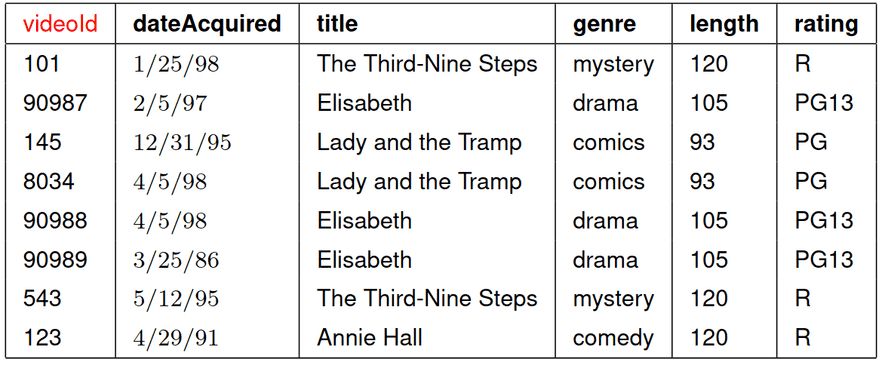 videoId dateAcquired title genre length rating
101 1/25/98 The Third-Nine Steps mystery 120 R
90987 2/5/97 Elisabeth drama 105 PG13
145 12/31/95 Lady and the Tramp comics 93 PG
8034 4/5/98 Lady and the Tramp comics 93 PG
90988 4/5/98 Elisabeth drama 105 PG13
90989 3/25/86 Elisabeth drama 105 PG13
543 5/12/95 The Third-Nine Steps mystery 120 R
123 4/29/91 Annie Hall comedy 120 R